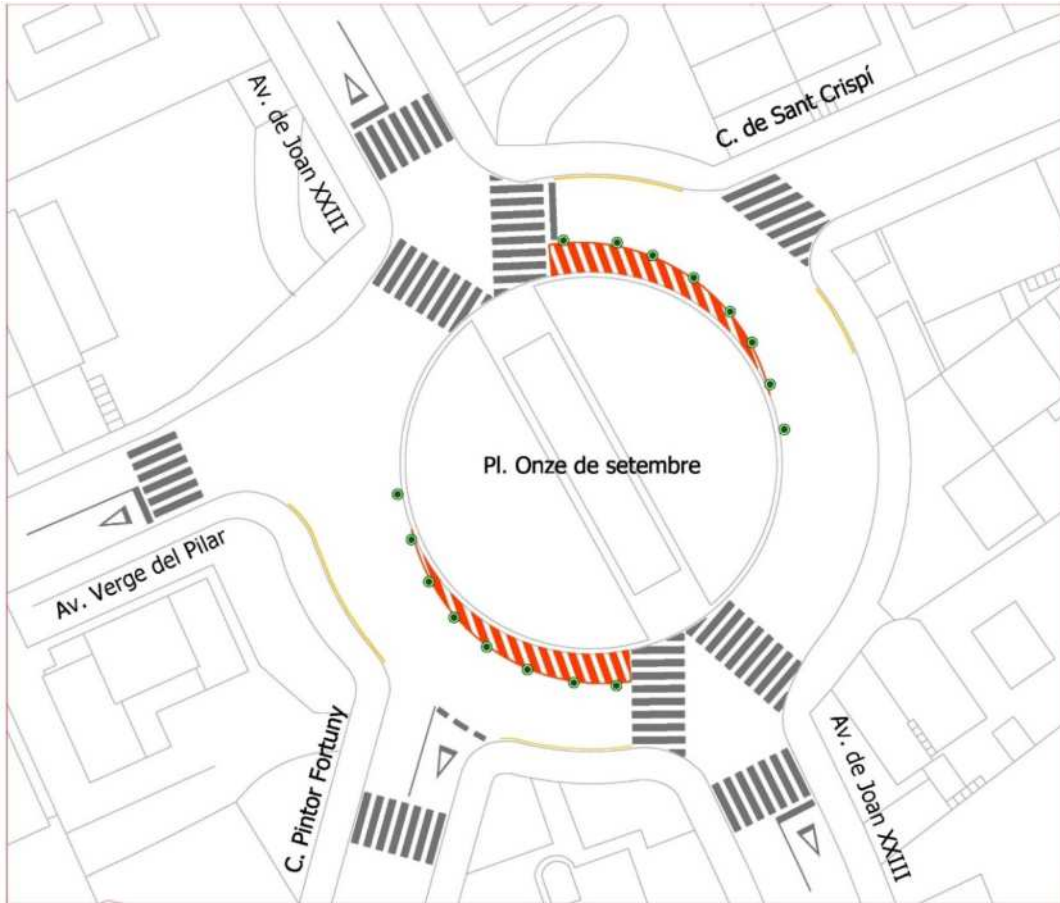 Av. de Joan XXIII
C. de Sant Crispí
Pl. Onze de setembre
Av. Verge del Pilar
C. Pintor Fortuny
Av. de Joan XXIII